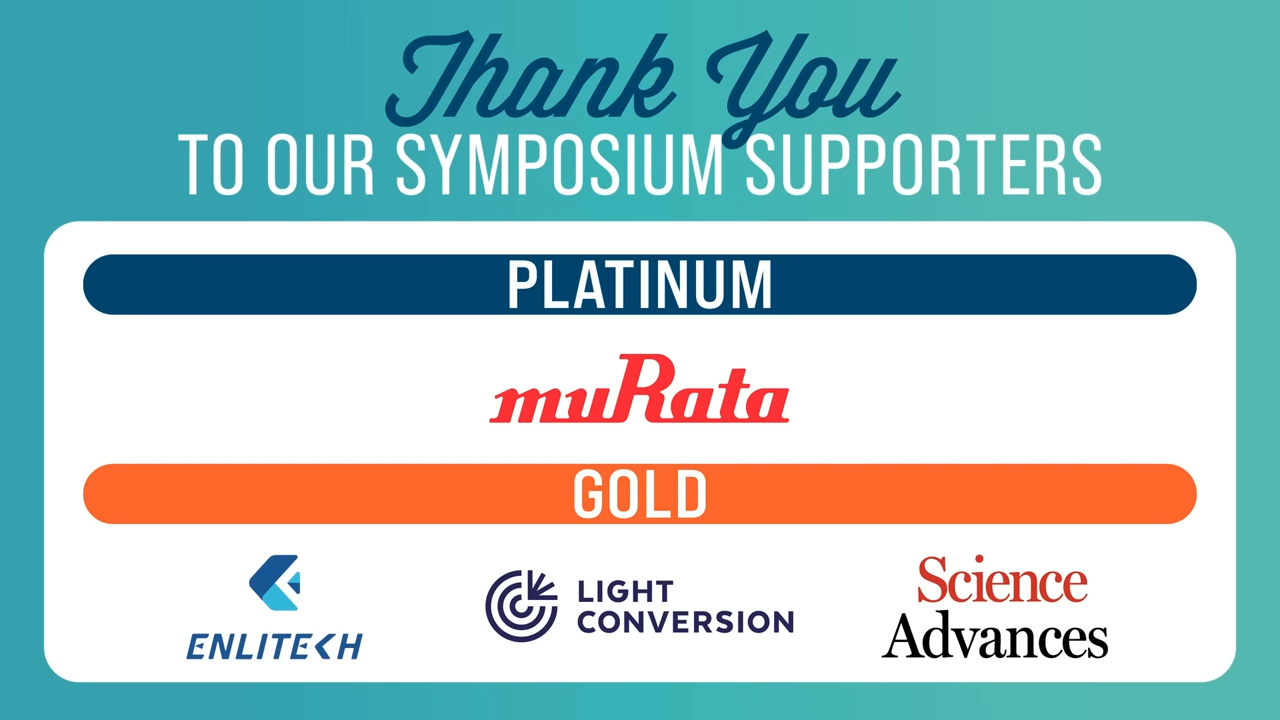 Thank You
TO OUR SYMPOSIUM SUPPORTERS
PLATINUM
muRata
GOLD
ENLITECH
LIGHT
CONVERSION
Science
Advances